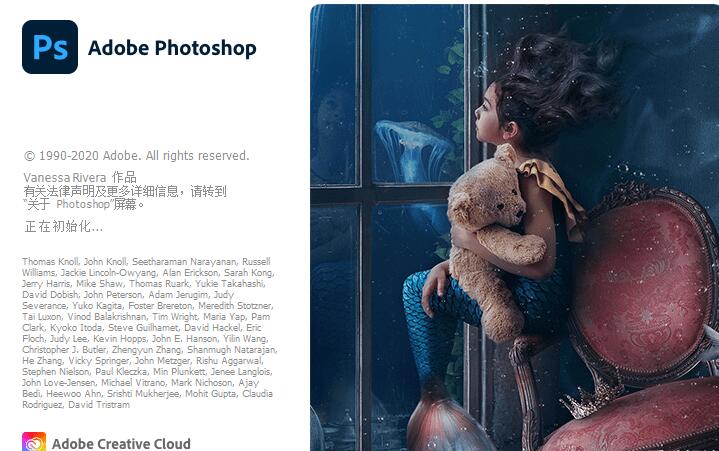 Ps Adobe Photoshop
© 1990-2020 Adobe. All rights reserved.
Vanessa Rivera 作品
有关法律声明及更多详细信息，请转到
“关于 Photoshop”屏幕。
正在初始化...
Thomas Knoll, John Knoll, Seetharaman Narayanan, Russell
Williams, Jackie Lincoln-Owyang, Alan Erickson, Sarah Kong,
Jerry Harris, Mike Shaw, Thomas Ruark, Yukie Takahashi,
David Dobish, John Peterson, Adam Jerugim, Judy
Severance, Yuko Kagita, Foster Brereton, Meredith Stotzner,
Tai Luxon, Vinod Balakrishnan, Tim Wright, Maria Yap, Pam
Clark, Kyoko Itoda, Steve Guilhamet, David Hackel, Eric
Floch, Judy Lee, Kevin Hopps, John E. Hanson, Yilin Wang,
Christopher J. Butler, Zhengyun Zhang, Shanmugh Natarajan,
He Zhang, Vicky Springer, John Metzger, Rishu Aggarwal,
Stephen Nielson, Paul Kleczka, Min Plunkett, Jenee Langlois,
John Love-Jensen, Michael Vitrano, Mark Nichoson, Ajay
Bedi, Heewoo Ahn, Srishti Mukherjee, Mohit Gupta, Claudia
Rodriguez, David Tristram
Adobe Creative Cloud